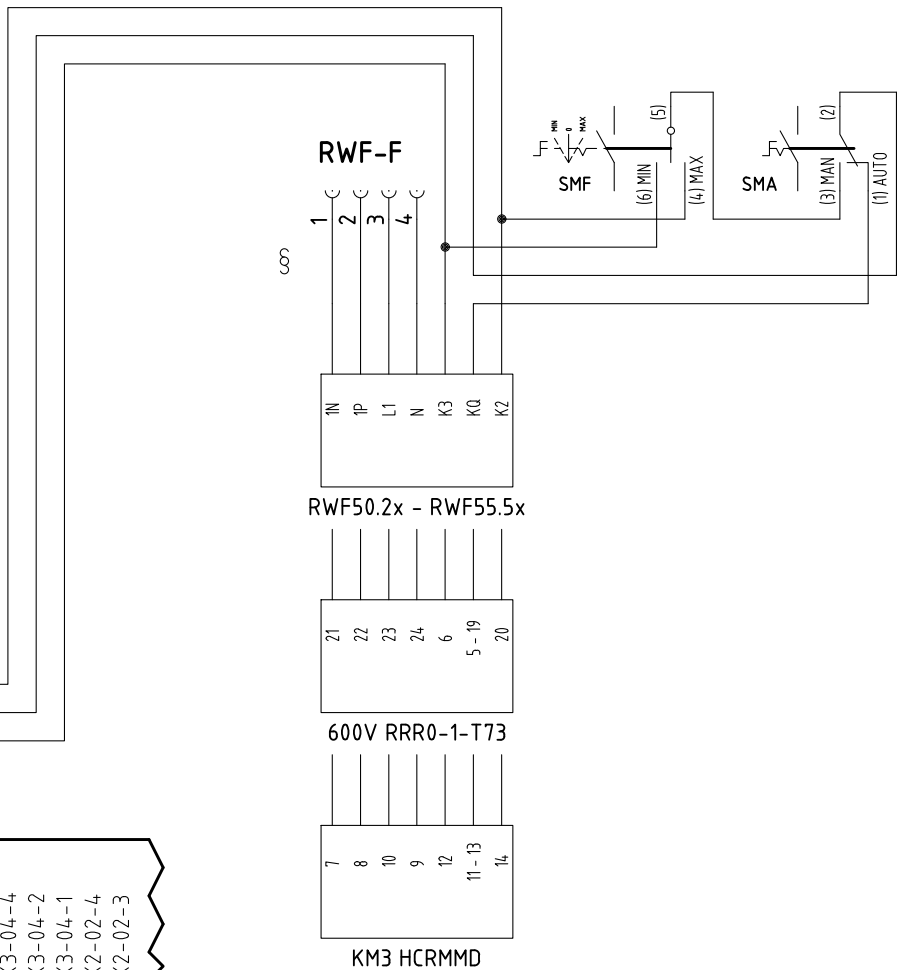 RWF-F
1
2
3
4
§
MIN
0
MAX
SMF
(5)
(6) MIN
(4) MAX
SMA
(2)
(3) MAN
(1) AUTO
1N
1P
L1
N
K3
KQ
K2
RWF50.2x - RWF55.5x
21
22
23
24
6
5 - 19
20
600V RRR0-1-T73
7
8
10
9
12
11 - 13
14
KM3 HCRMMD
X3-04-4
X3-04-2
X3-04-1
X2-02-4
X2-02-3